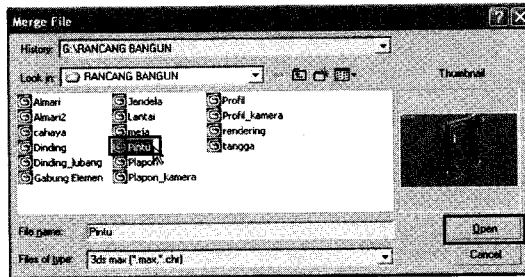 Merge File
History: G:\RANCANG BANGUN
Look in: RANCANG BANGUN
Thumbnail
Almari
Almari2
cahaya
Dinding
Dinding_lubang
Gabung Elemen
Jendela
Lantai
meja
Pintu
Plapon
Plapon_kamera
Profil
Profil_kamera
rendering
tangga
File name: Pintu
Open
Files of type: 3ds max (*.max,*.chr)
Cancel